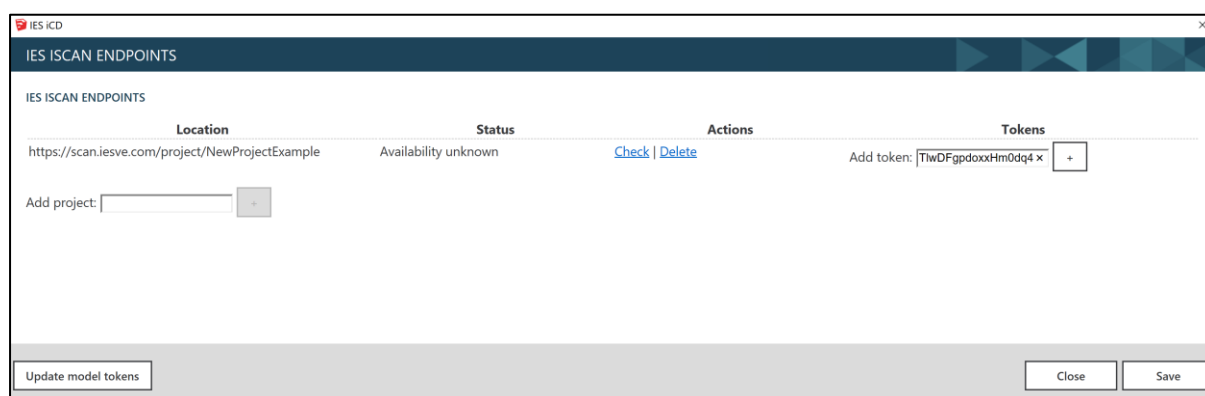 IES iCD
IES ISCAN ENDPOINTS
IES ISCAN ENDPOINTS
Location Status Actions Tokens
https://scan.iesve.com/project/NewProjectExample Availability unknown Check | Delete Add token: TlwDFgpdoxxHm0dq4 × +
Add project: +
Update model tokens Close Save